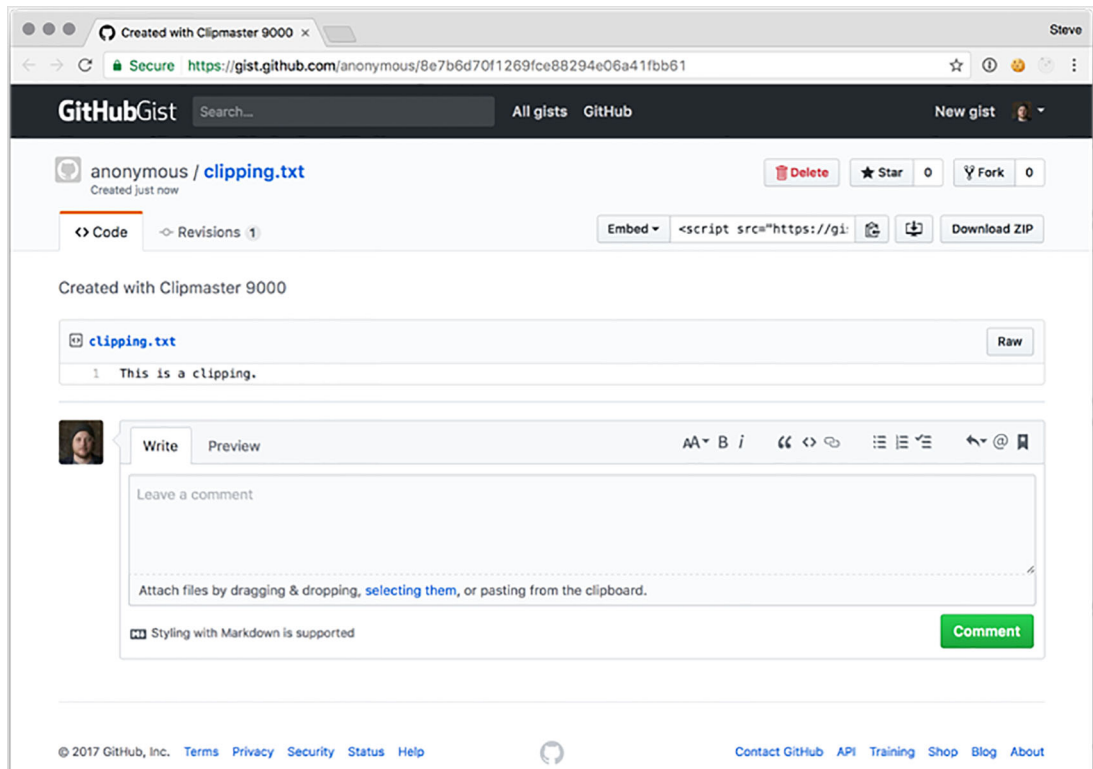 Created with Clipmaster 9000 ×
Steve
Secure https://gist.github.com/anonymous/8e7b6d70f1269fce88294e06a41fbb61
GitHubGist Search... All gists GitHub New gist
anonymous / clipping.txt
Delete Star 0 Fork 0
Created just now
<> Code Revisions 1 Embed <script src="https://gi: Download ZIP
Created with Clipmaster 9000
clipping.txt Raw
1 This is a clipping.
Write Preview AA B i “ <> @
Leave a comment
Attach files by dragging & dropping, selecting them, or pasting from the clipboard.
Styling with Markdown is supported
Comment
© 2017 GitHub, Inc. Terms Privacy Security Status Help Contact GitHub API Training Shop Blog About